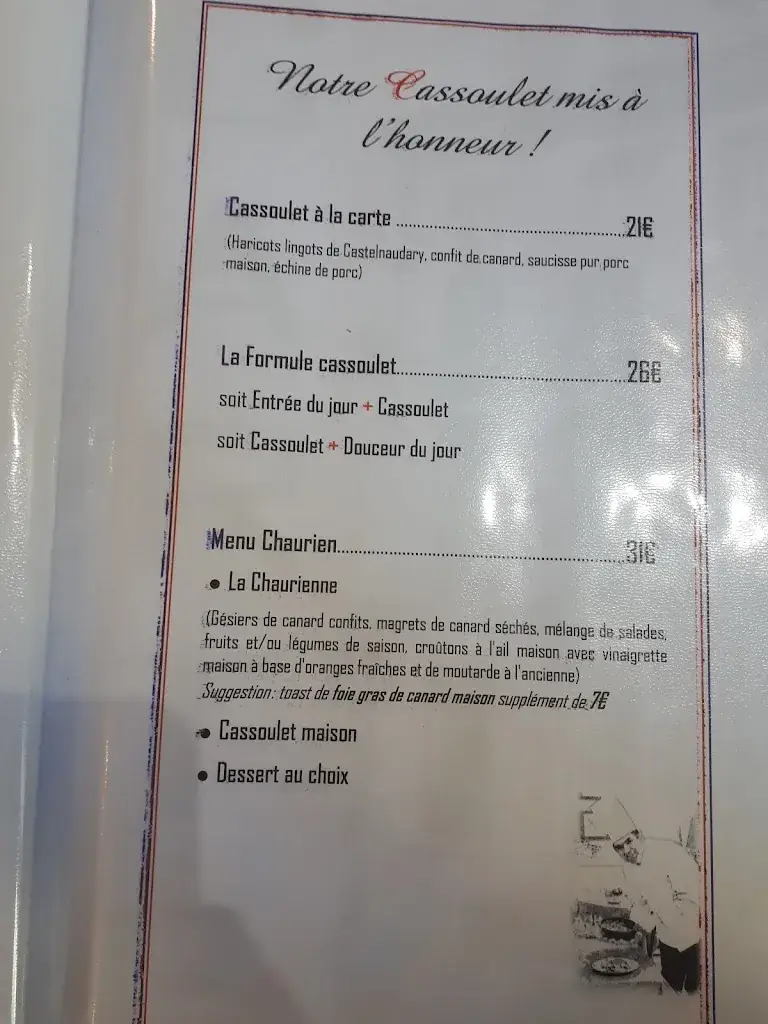 Notre Cassoulet mis à
l'honneur !
Cassoulet à la carte ........................................ 21€
(Haricots lingots de Castelnaudary, confit de canard, saucisse pur porc
maison, échine de porc)
La Formule cassoulet........................................ 26€
soit Entrée du jour + Cassoulet
soit Cassoulet + Douceur du jour
Menu Chaurien........................................ 31€
• La Chaurienne
(Gésiers de canard confits, magrets de canard séchés, mélange de salades,
fruits et/ou légumes de saison, croûtons à l'ail maison avec vinaigrette
maison à base d'oranges fraîches et de moutarde à l'ancienne)
Suggestion: toast de foie gras de canard maison supplément de 7€
• Cassoulet maison
• Dessert au choix